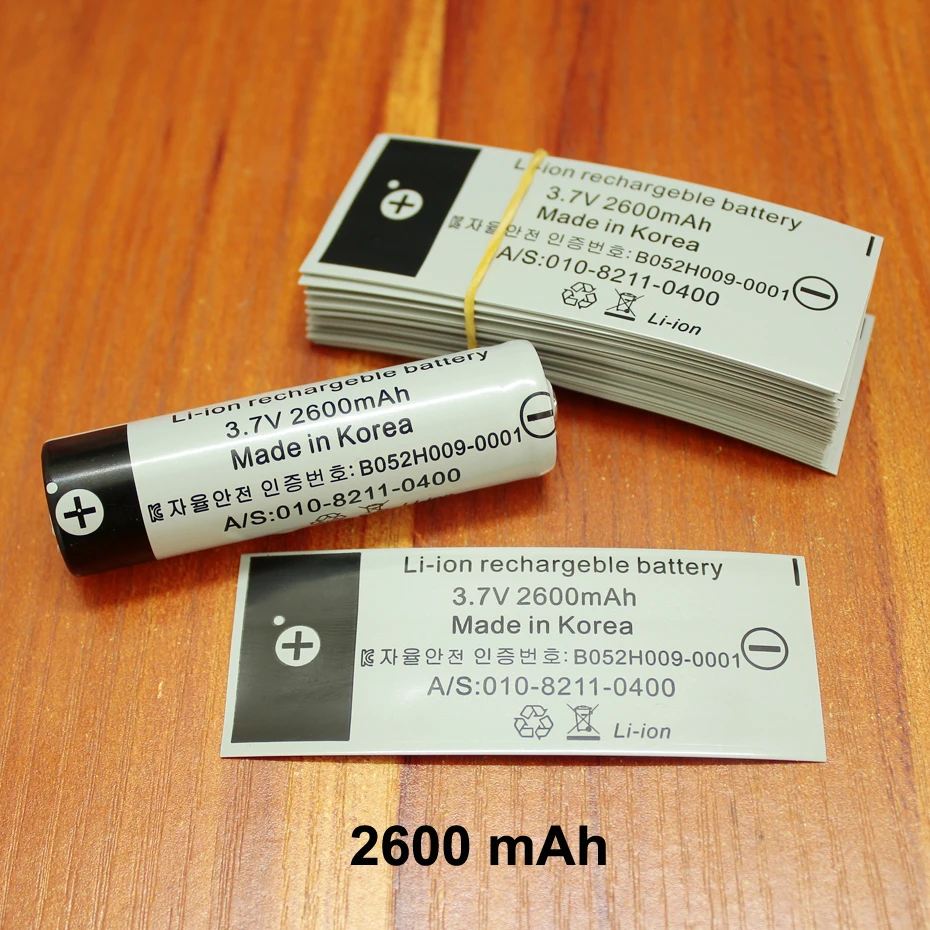 Li-ion rechargeble battery
3.7V 2600mAh
Made in Korea
자율안전 인증번호: B052H009-0001
A/S:010-8211-0400
Li-ion
Li-ion rechargeble battery
3.7V 2600mAh
Made in Korea
자율안전 인증번호: B052H009-0001
A/S:010-8211-0400
Li-ion rechargeble battery
3.7V 2600mAh
Made in Korea
자율안전 인증번호: B052H009-0001
A/S:010-8211-0400
Li-ion
2600 mAh